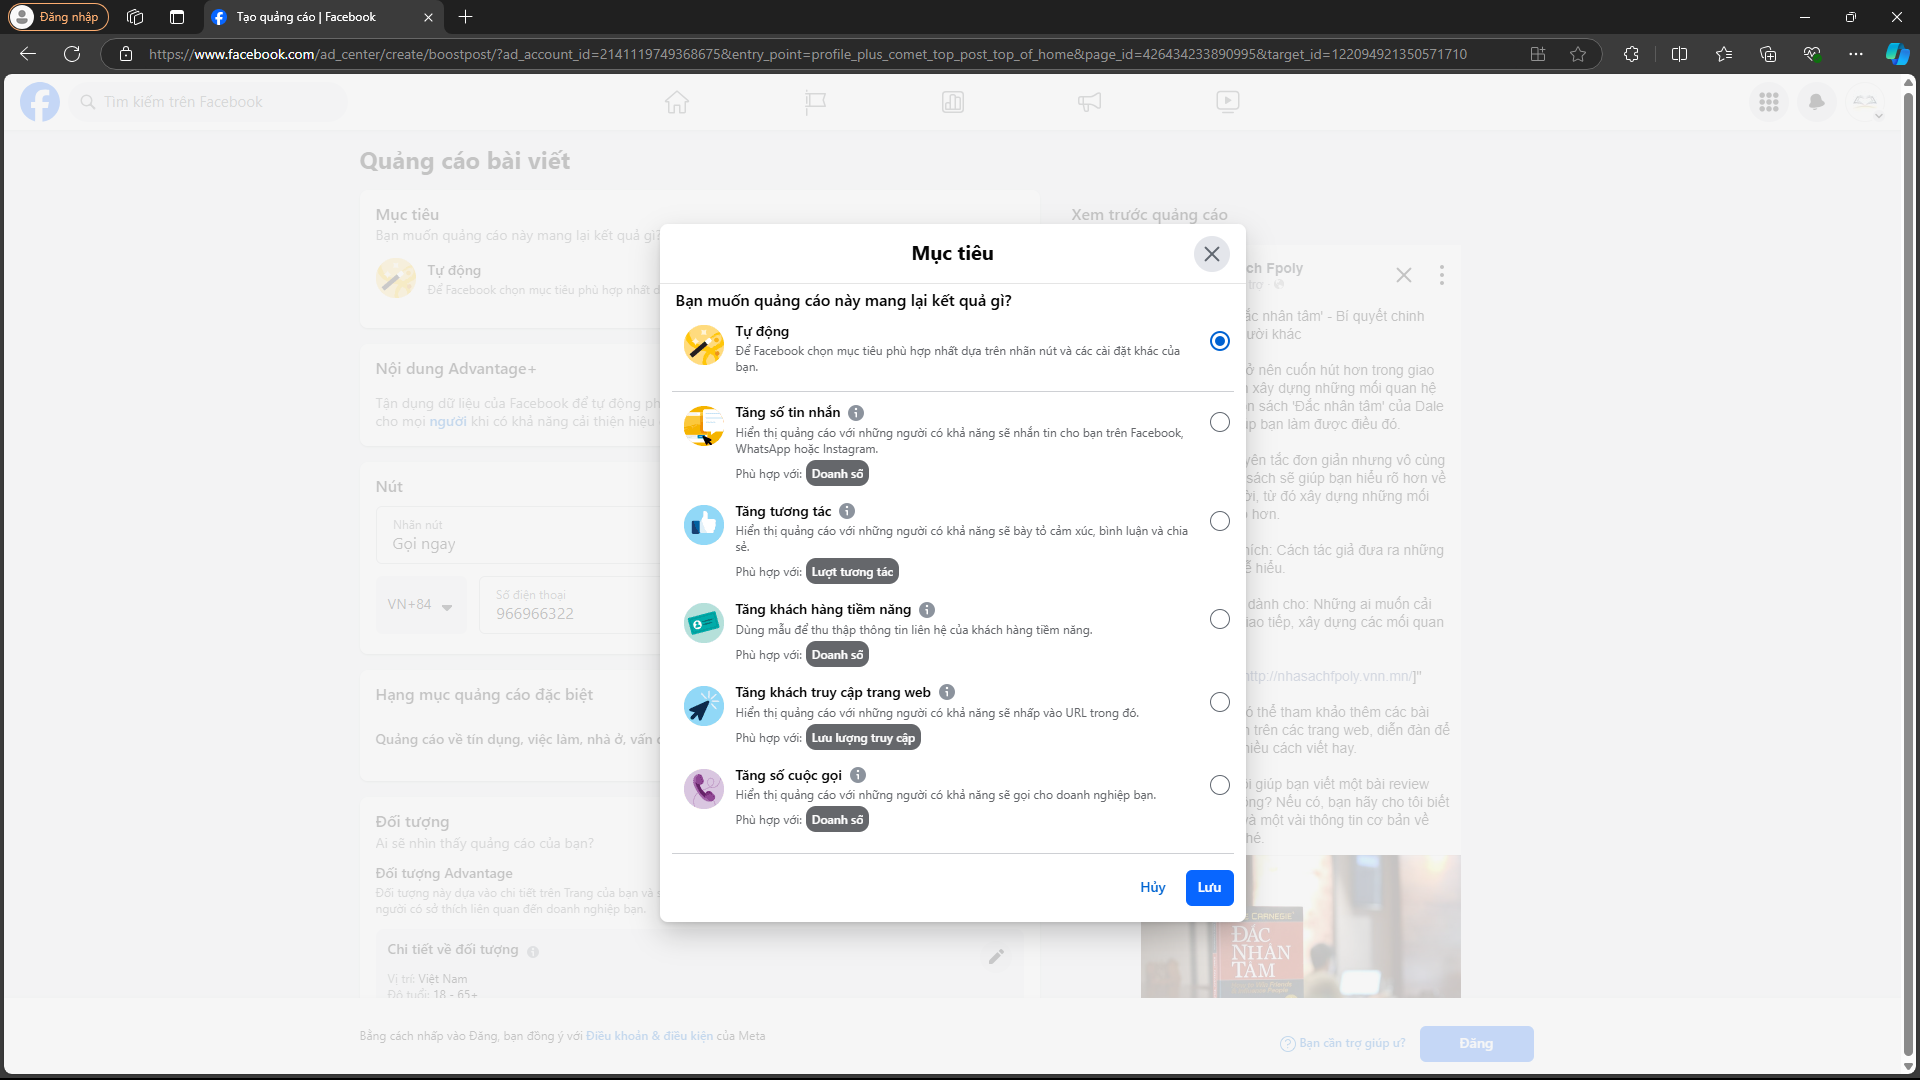 Đăng nhập
Tạo quảng cáo | Facebook
https://www.facebook.com/ad_center/create/boostpost/?ad_account_id=2141119749368675&entry_point=profile_plus_comet_top_post_top_of_home&page_id=426434233890995&target_id=122094921350571710
Tìm kiếm trên Facebook
Quảng cáo bài viết
Mục tiêu
Bạn muốn quảng cáo này mang lại kết quả gì?
Tự động
Để Facebook chọn mục tiêu phù hợp nhất d
Nội dung Advantage+
Tận dụng dữ liệu của Facebook để tự động ph
cho mọi người khi có khả năng cải thiện hiệu
Nút
Nhãn nút
Gọi ngay
VN+84
Số điện thoại
966966322
Hạng mục quảng cáo đặc biệt
Quảng cáo về tín dụng, việc làm, nhà ở, vấn
Đối tượng
Ai sẽ nhìn thấy quảng cáo của bạn?
Đối tượng Advantage
Đối tượng này dựa vào chi tiết trên Trang của bạn và
người có sở thích liên quan đến doanh nghiệp bạn.
Chi tiết về đối tượng
Vị trí: Việt Nam
Độ tuổi: 18 - 65+
Mục tiêu
Bạn muốn quảng cáo này mang lại kết quả gì?
Tự động
Để Facebook chọn mục tiêu phù hợp nhất dựa trên nhãn nút và các cài đặt khác của
bạn.
Tăng số tin nhắn
Hiển thị quảng cáo với những người có khả năng sẽ nhắn tin cho bạn trên Facebook,
WhatsApp hoặc Instagram.
Phù hợp với: Doanh số
Tăng tương tác
Hiển thị quảng cáo với những người có khả năng sẽ bày tỏ cảm xúc, bình luận và chia
sẻ.
Phù hợp với: Lượt tương tác
Tăng khách hàng tiềm năng
Dùng mẫu để thu thập thông tin liên hệ của khách hàng tiềm năng.
Phù hợp với: Doanh số
Tăng khách truy cập trang web
Hiển thị quảng cáo với những người có khả năng sẽ nhấp vào URL trong đó.
Phù hợp với: Lưu lượng truy cập
Tăng số cuộc gọi
Hiển thị quảng cáo với những người có khả năng sẽ gọi cho doanh nghiệp bạn.
Phù hợp với: Doanh số
Hủy
Lưu
Xem trước quảng cáo
ch Fpoly
trợ ·
ắc nhân tâm' - Bí quyết chinh
ười khác
ở nên cuốn hút hơn trong giao
xây dựng những mối quan hệ
n sách 'Đắc nhân tâm' của Dale
úp bạn làm được điều đó.
yên tắc đơn giản nhưng vô cùng
sách sẽ giúp bạn hiểu rõ hơn về
ời, từ đó xây dựng những mối
hơn.
hích: Cách tác giả đưa ra những
ễ hiểu.
dành cho: Những ai muốn cải
iao tiếp, xây dựng các mối quan
http://nhasachfpoly.vnn.mn/]"
ó thể tham khảo thêm các bài
n trên các trang web, diễn đàn để
hiều cách viết hay.
i giúp bạn viết một bài review
ông? Nếu có, bạn hãy cho tôi biết
và một vài thông tin cơ bản về
hé.
CARNEGIE
ĐẮC
NHÂN
TÂM
Bằng cách nhấp vào Đăng, bạn đồng ý với Điều khoản & điều kiện của Meta
Bạn cần trợ giúp ư?
Đăng